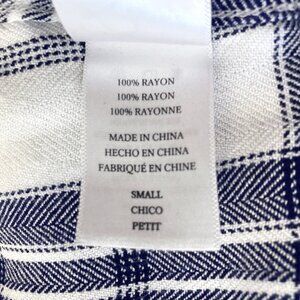 100% RAYON
100% RAYON
100% RAYONNE
MADE IN CHINA
HECHO EN CHINA
FABRIQUÉ EN CHINE
SMALL
CHICO
PETIT